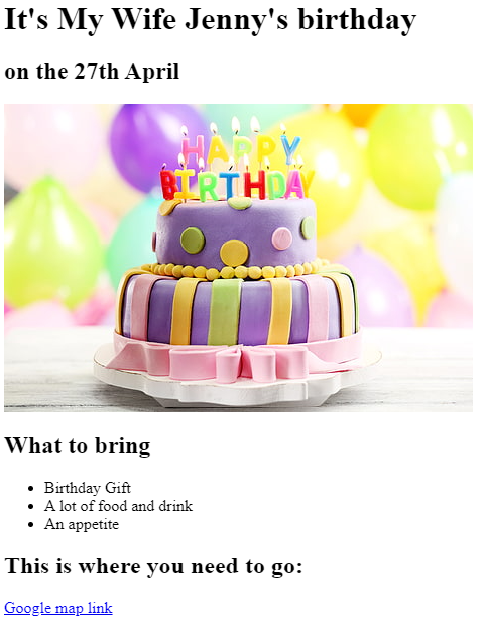 It's My Wife Jenny's birthday
on the 27th April
HAPPY
BIRTHDAY
What to bring
Birthday Gift
A lot of food and drink
An appetite
This is where you need to go:
Google map link